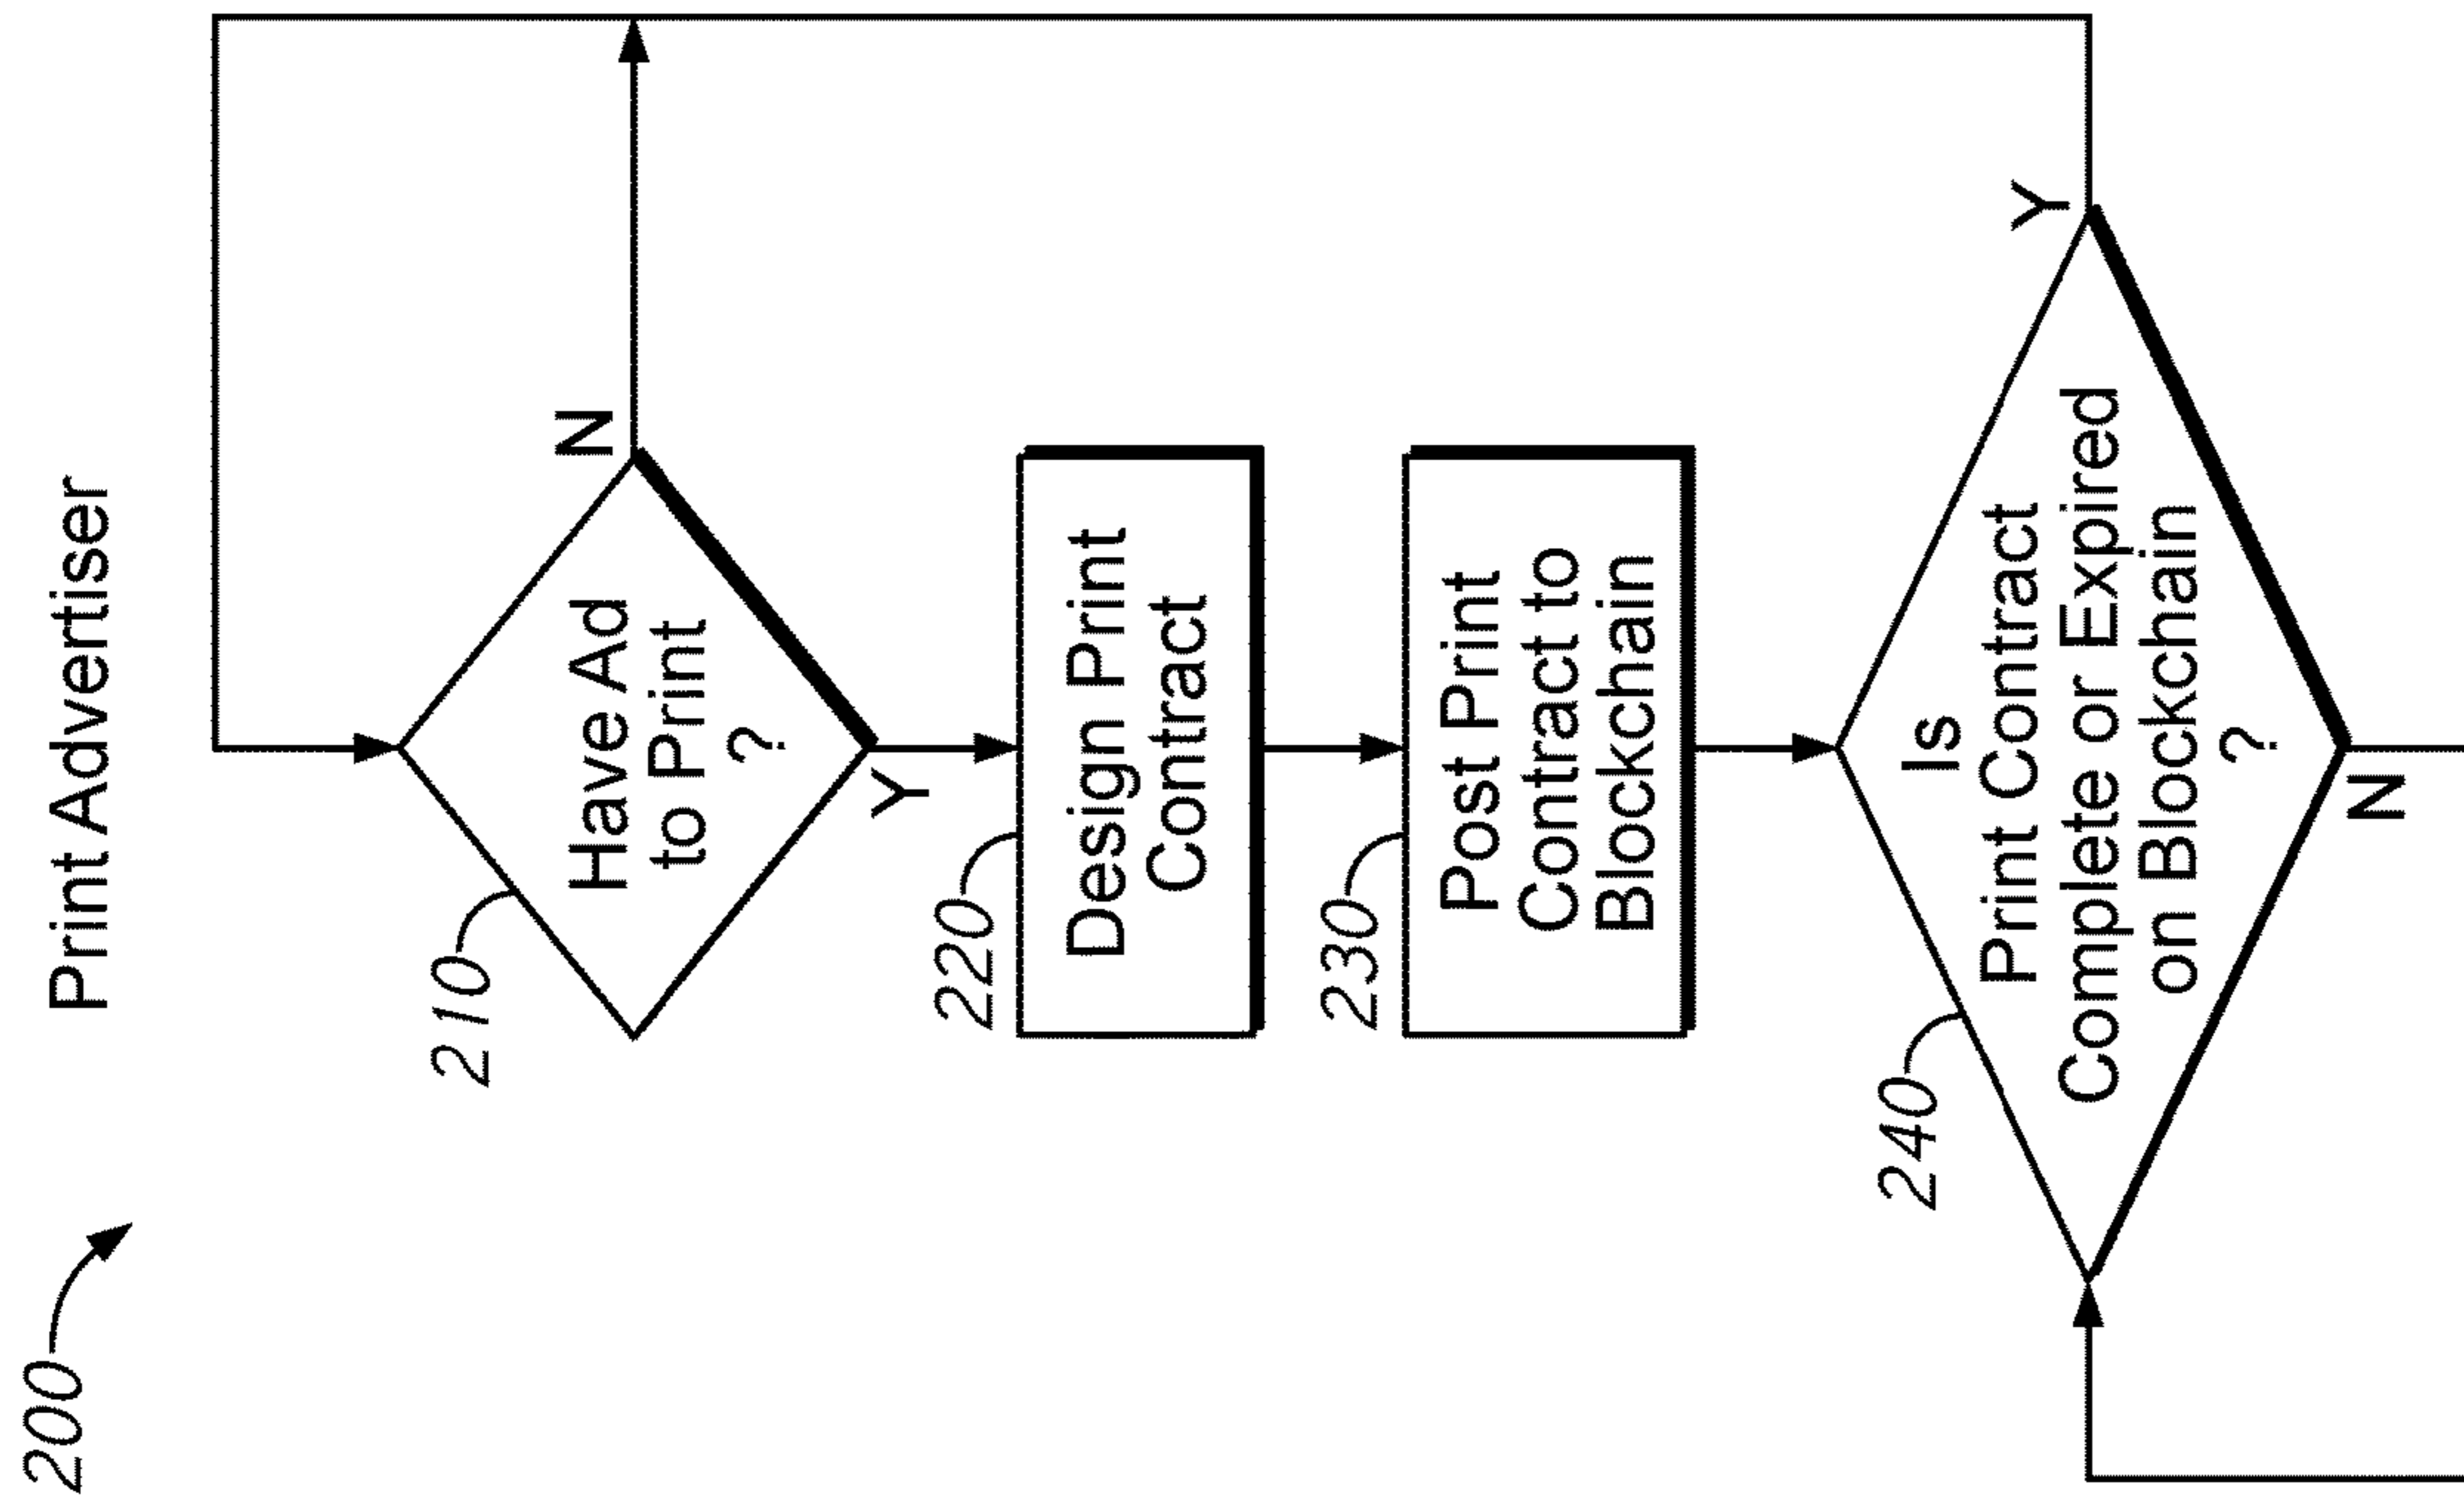 200
Print Advertiser
210
Have Ad
to Print
?
N
Y
220
Design Print
Contract
230
Post Print
Contract to
Blockchain
240
Is
Print Contract
Complete or Expired
on Blockchain
?
Y
N